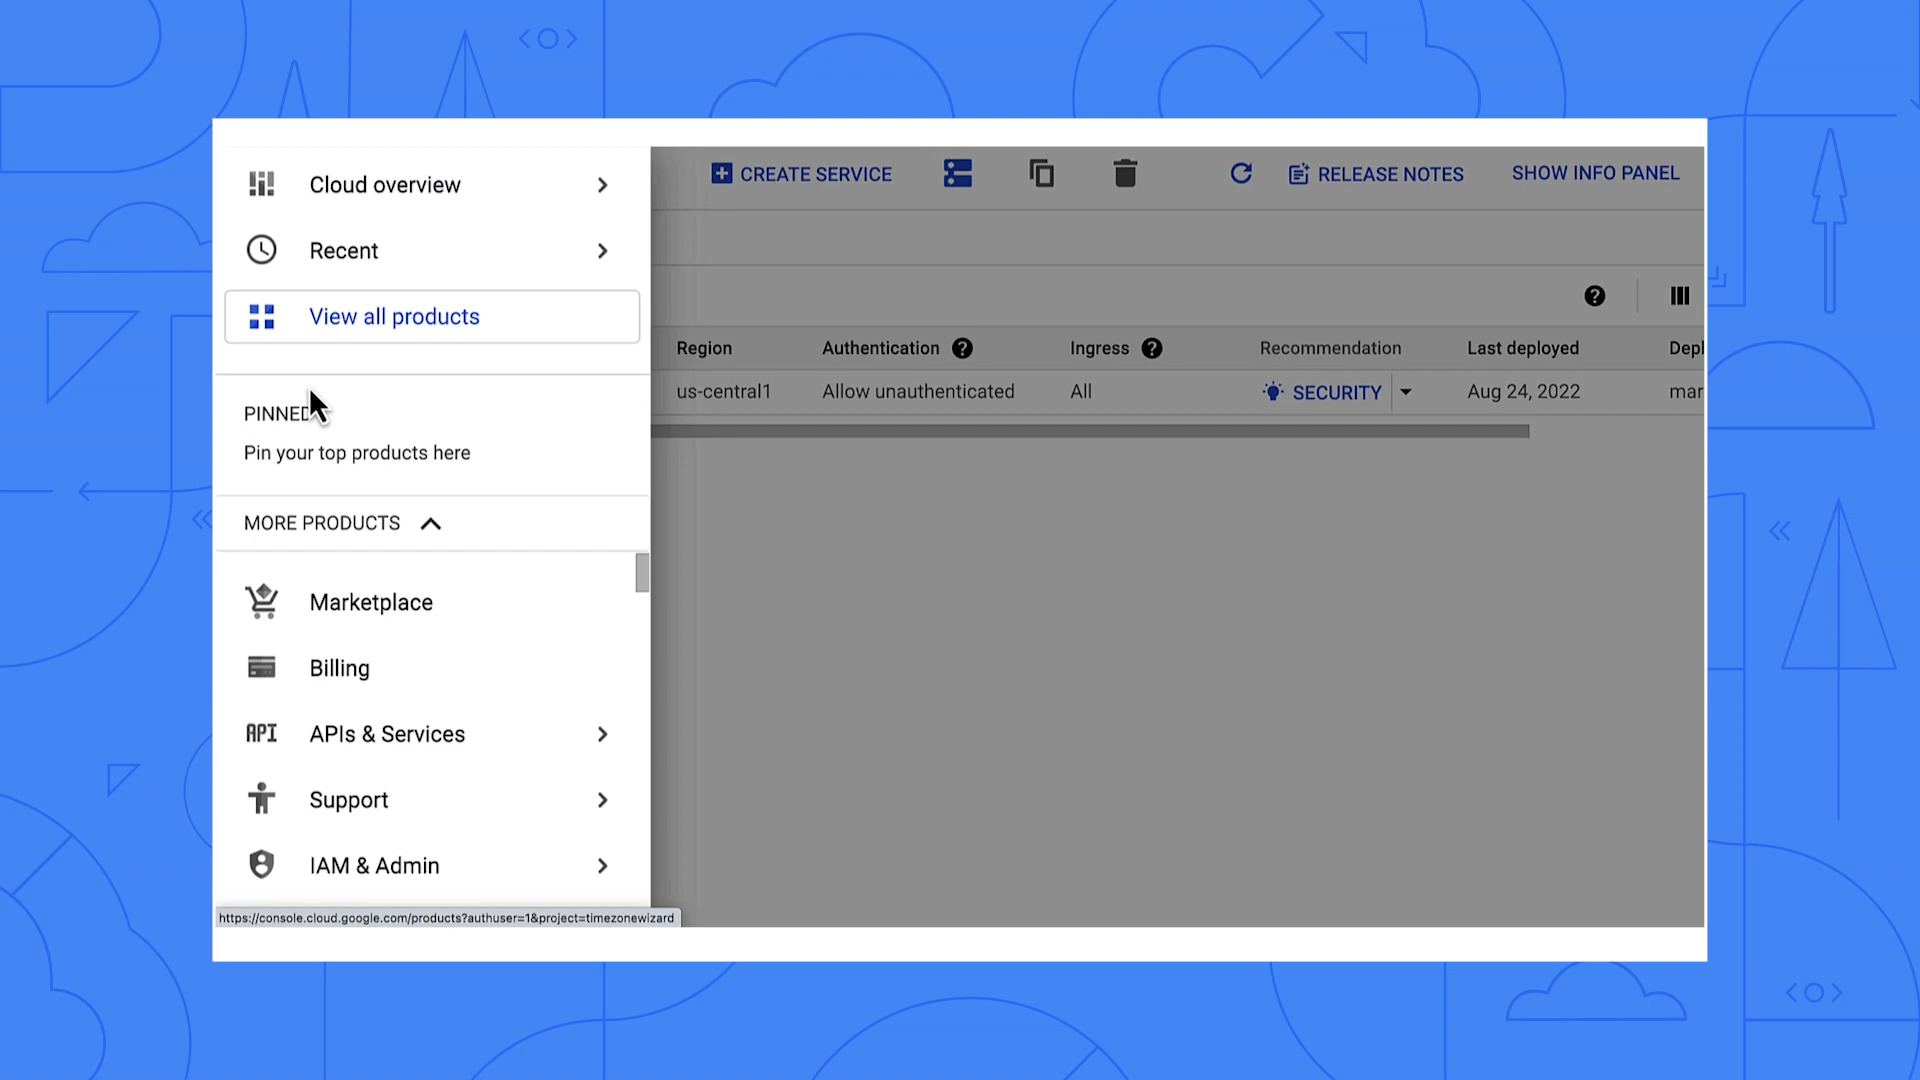 Cloud overview
Recent
View all products
PINNED
Pin your top products here
MORE PRODUCTS
Marketplace
Billing
API APIs & Services
Support
IAM & Admin
https://console.cloud.google.com/products?authuser=1&project=timezonewizard
CREATE SERVICE RELEASE NOTES SHOW INFO PANEL
Region Authentication Ingress Recommendation Last deployed Depl
us-central1 Allow unauthenticated All SECURITY Aug 24, 2022 mar